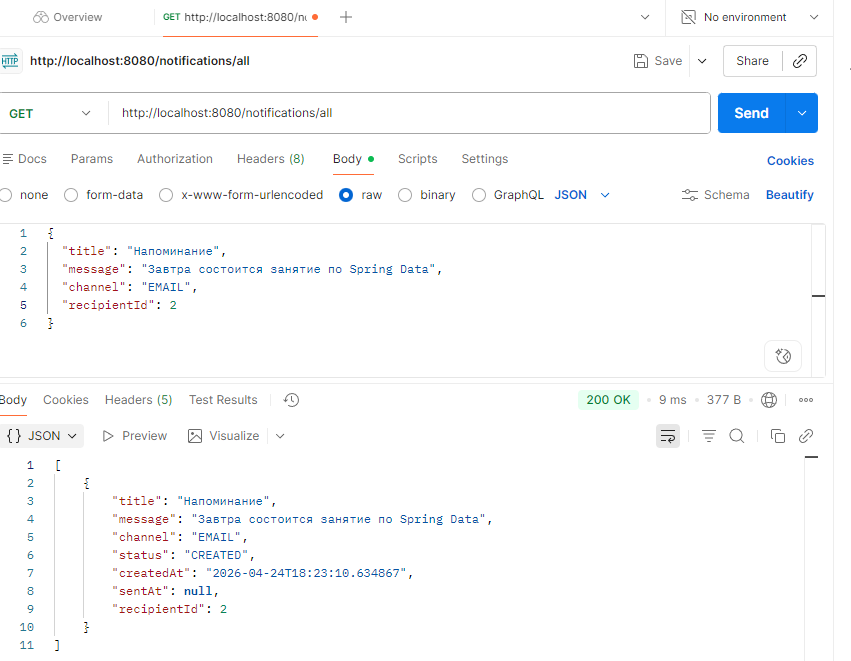 Overview
GET http://localhost:8080/n
No environment
HTTP http://localhost:8080/notifications/all
Save
Share
GET
http://localhost:8080/notifications/all
Send
Docs Params Authorization Headers (8) Body Scripts Settings
Cookies
none form-data x-www-form-urlencoded raw binary GraphQL JSON
Schema Beautify
1 {
2 "title": "Напоминание",
3 "message": "Завтра состоится занятие по Spring Data",
4 "channel": "EMAIL",
5 "recipientId": 2
6 }
Body Cookies Headers (5) Test Results
200 OK • 9 ms • 377 B
{} JSON Preview Visualize
1 [
2 {
3 "title": "Напоминание",
4 "message": "Завтра состоится занятие по Spring Data",
5 "channel": "EMAIL",
6 "status": "CREATED",
7 "createdAt": "2026-04-24T18:23:10.634867",
8 "sentAt": null,
9 "recipientId": 2
10 }
11 ]